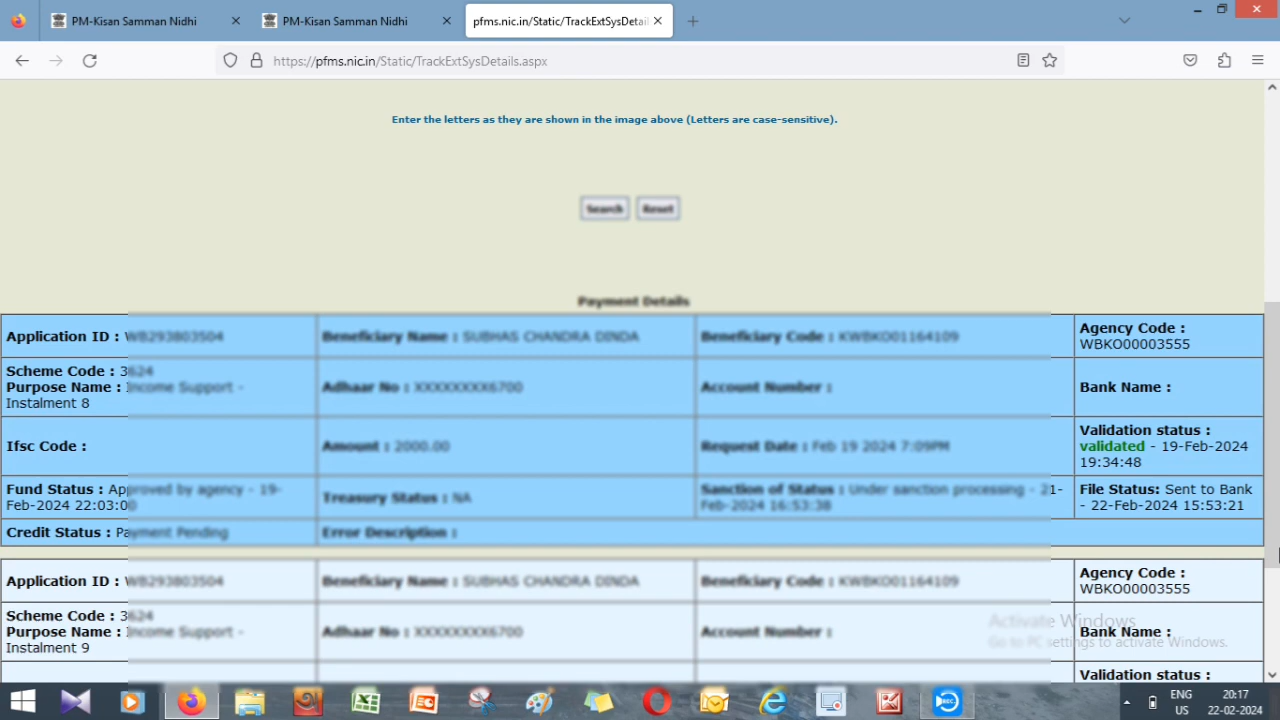 PM-Kisan Samman Nidhi
PM-Kisan Samman Nidhi
pfms.nic.in/Static/TrackExtSysDetail
https://pfms.nic.in/Static/TrackExtSysDetails.aspx
Enter the letters as they are shown in the image above (Letters are case-sensitive).
Search Reset
Payment Details
Application ID : WB293803504 Beneficiary Name : SUBHAS CHANDRA DINDA Beneficiary Code : KWBKO01164109 Agency Code :
WBKO00003555
Scheme Code : 3624
Purpose Name : Income Support - Adhaar No : XXXXXXXX6700 Account Number : Bank Name :
Instalment 8
Ifsc Code : Amount : 2000.00 Request Date : Feb 19 2024 7:09PM Validation status :
validated - 19-Feb-2024
19:34:48
Fund Status : Approved by agency - 19- Treasury Status : NA Sanction of Status : Under sanction processing - 21- File Status: Sent to Bank
Feb-2024 22:03:00 Feb-2024 16:53:38 - 22-Feb-2024 15:53:21
Credit Status : Payment Pending Error Description :
Application ID : WB293803504 Beneficiary Name : SUBHAS CHANDRA DINDA Beneficiary Code : KWBKO01164109 Agency Code :
WBKO00003555
Scheme Code : 3624
Purpose Name : Income Support - Adhaar No : XXXXXXXX6700 Account Number : Bank Name :
Instalment 9
Activate Windows
Go to PC settings to activate Windows.
Validation status :
REC
ENG
US
20:17
22-02-2024